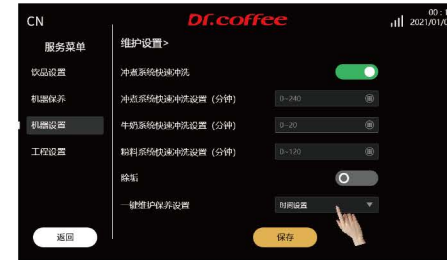 CN
Dr.coffee
00:1
2021/01/0
服务菜单
维护设置>
饮品设置
冲煮系统快速冲洗
机器保养
冲煮系统快速冲洗设置（分钟）
0~240
机器设置
牛奶系统快速冲洗设置（分钟）
0~20
工程设置
粉料系统快速冲洗设置（分钟）
0~120
除垢
一键维护保养设置
时间设置
返回
保存